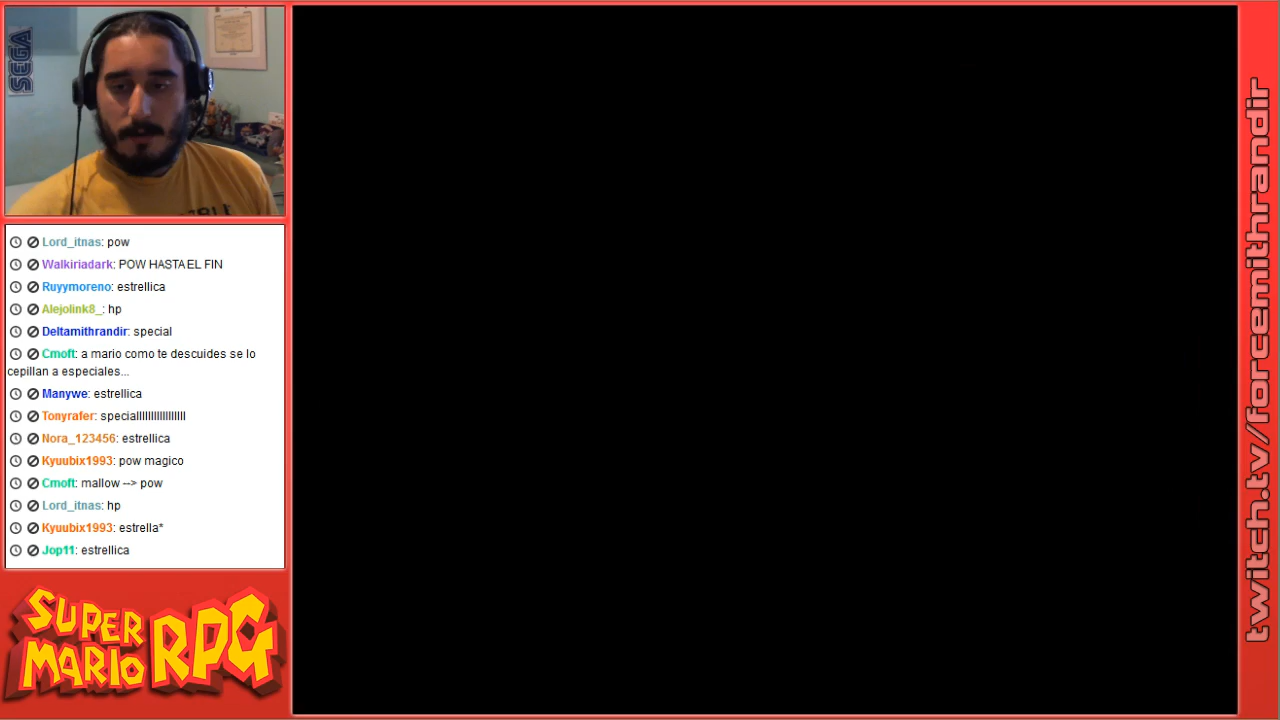 SEGA
Lord_itnas: pow
Walkiriadark: POW HASTA EL FIN
Ruyymoreno: estrellica
Alejolink8_: hp
Deltamithrandir: special
Cmoft: a mario como te descuides se lo
cepillan a especiales...
Manywe: estrellica
Tonyrafer: speciallllllllllllllllll
Nora_123456: estrellica
Kyuubix1993: pow magico
Cmoft: mallow --> pow
Lord_itnas: hp
Kyuubix1993: estrella*
Jop11: estrellica
SUPER
MARIO RPG
twitch.tv/forcemithrandir